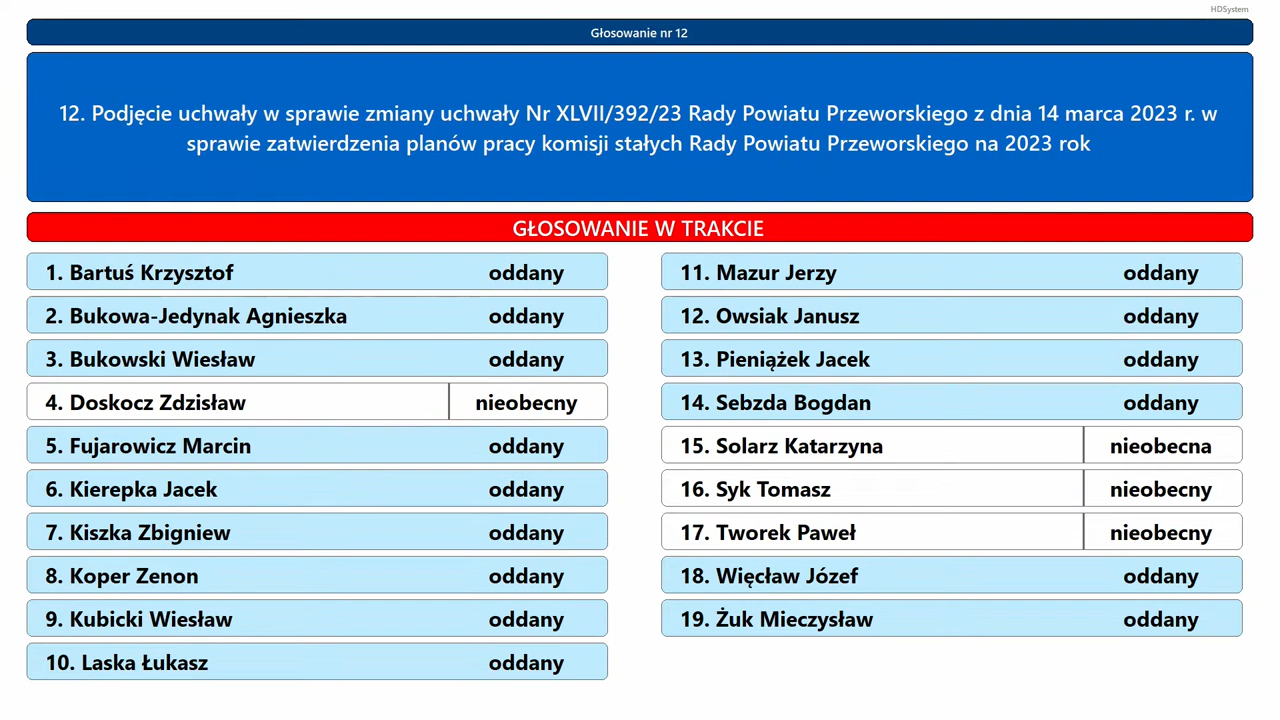 HDSystem
Głosowanie nr 12
12. Podjęcie uchwały w sprawie zmiany uchwały Nr XLVII/392/23 Rady Powiatu Przeworskiego z dnia 14 marca 2023 r. w
sprawie zatwierdzenia planów pracy komisji stałych Rady Powiatu Przeworskiego na 2023 rok
GŁOSOWANIE W TRAKCIE
1. Bartuś Krzysztof oddany
2. Bukowa-Jedynak Agnieszka oddany
3. Bukowski Wiesław oddany
4. Doskocz Zdzisław nieobecny
5. Fujarowicz Marcin oddany
6. Kierepka Jacek oddany
7. Kiszka Zbigniew oddany
8. Koper Zenon oddany
9. Kubicki Wiesław oddany
10. Laska Łukasz oddany
11. Mazur Jerzy oddany
12. Owsiak Janusz oddany
13. Pieniążek Jacek oddany
14. Sebzda Bogdan oddany
15. Solarz Katarzyna nieobecna
16. Syk Tomasz nieobecny
17. Tworek Paweł nieobecny
18. Więcław Józef oddany
19. Żuk Mieczysław oddany